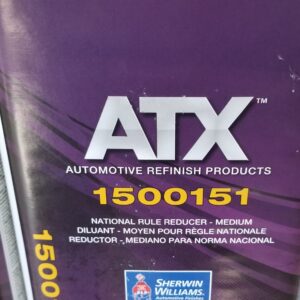 ATX™
AUTOMOTIVE REFINISH PRODUCTS
1500151
NATIONAL RULE REDUCER - MEDIUM
DILUANT - MOYEN POUR RÈGLE NATIONALE
REDUCTOR - MEDIANO PARA NORMA NACIONAL
SHERWIN
WILLIAMS.
Automotive Finishes
1500